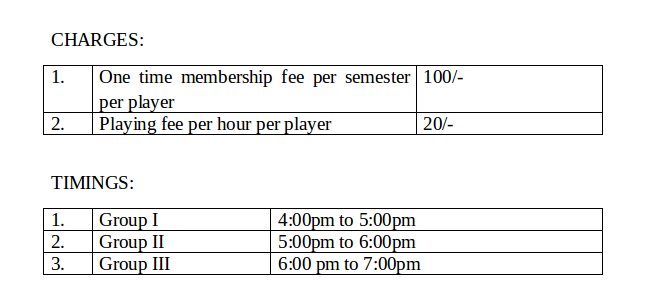 CHARGES:
1. One time membership fee per semester 100/-
per player
2. Playing fee per hour per player 20/-
TIMINGS:
1. Group I 4:00pm to 5:00pm
2. Group II 5:00pm to 6:00pm
3. Group III 6:00 pm to 7:00pm